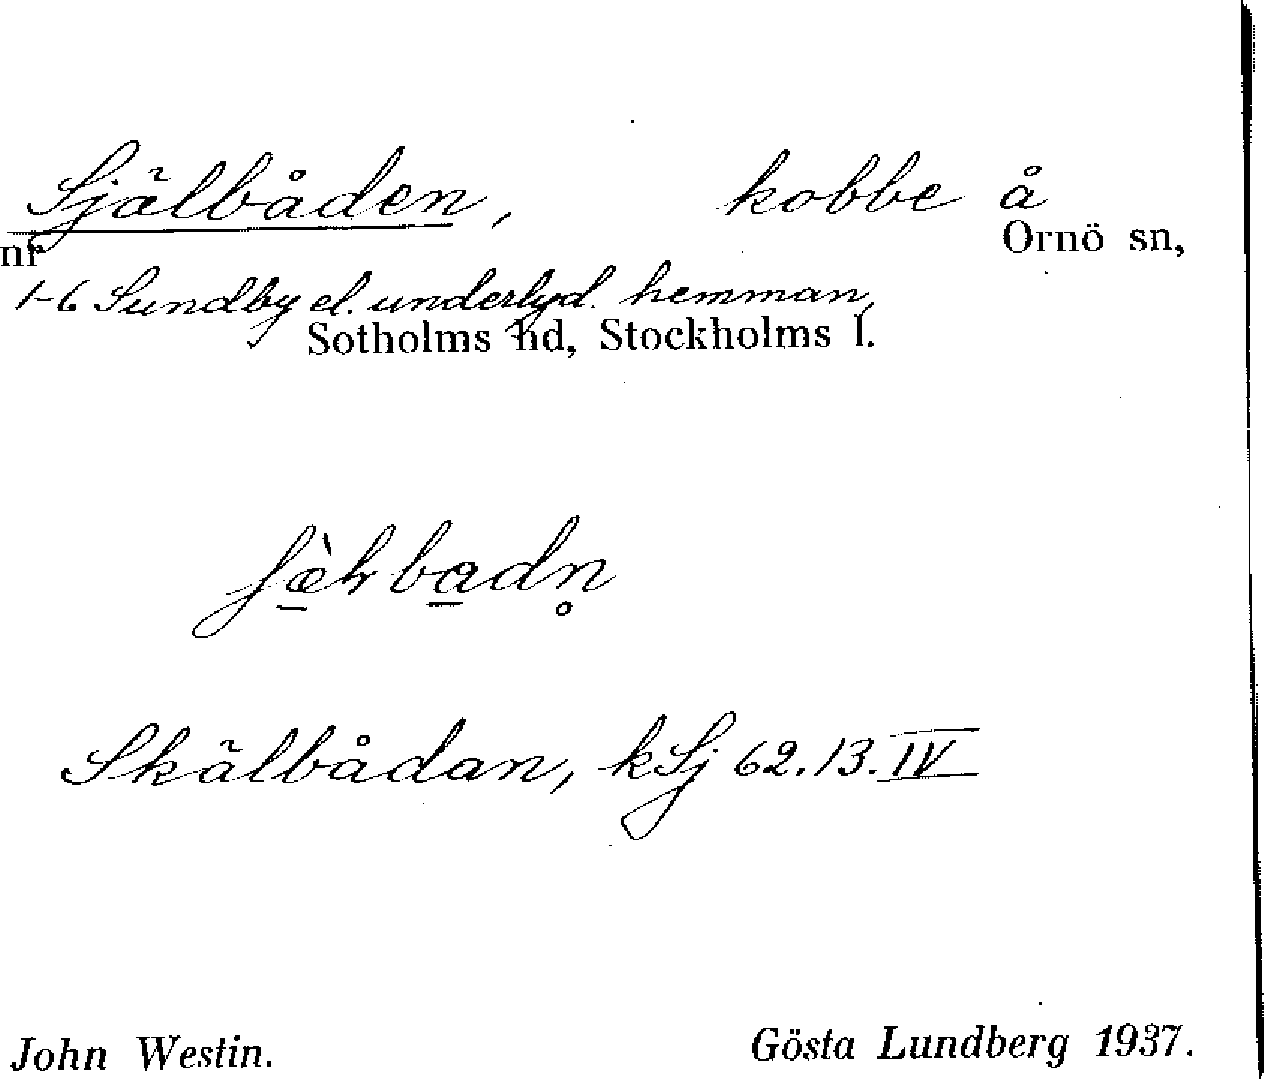 Själbåden, kobbe å
nr Ornö sn,
1-6 Sundby el. underlyd. hemman,
Sotholms hd, Stockholms l.
Skälbådan, kSj 62.13.IV
John Westin. Gösta Lundberg 1937.